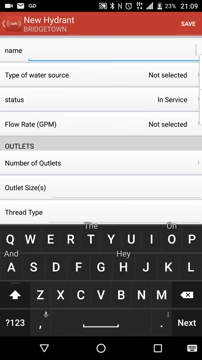 23% 21:09
New Hydrant
BRIDGETOWN
SAVE
name
Type of water source Not selected
status In Service
Flow Rate (GPM) Not selected
OUTLETS
Number of Outlets
Outlet Size(s)
Thread Type
The On
Q W E R T Y U I O P
And Hey
A S D F G H J K L
Z X C V B N M
?123 , . Next